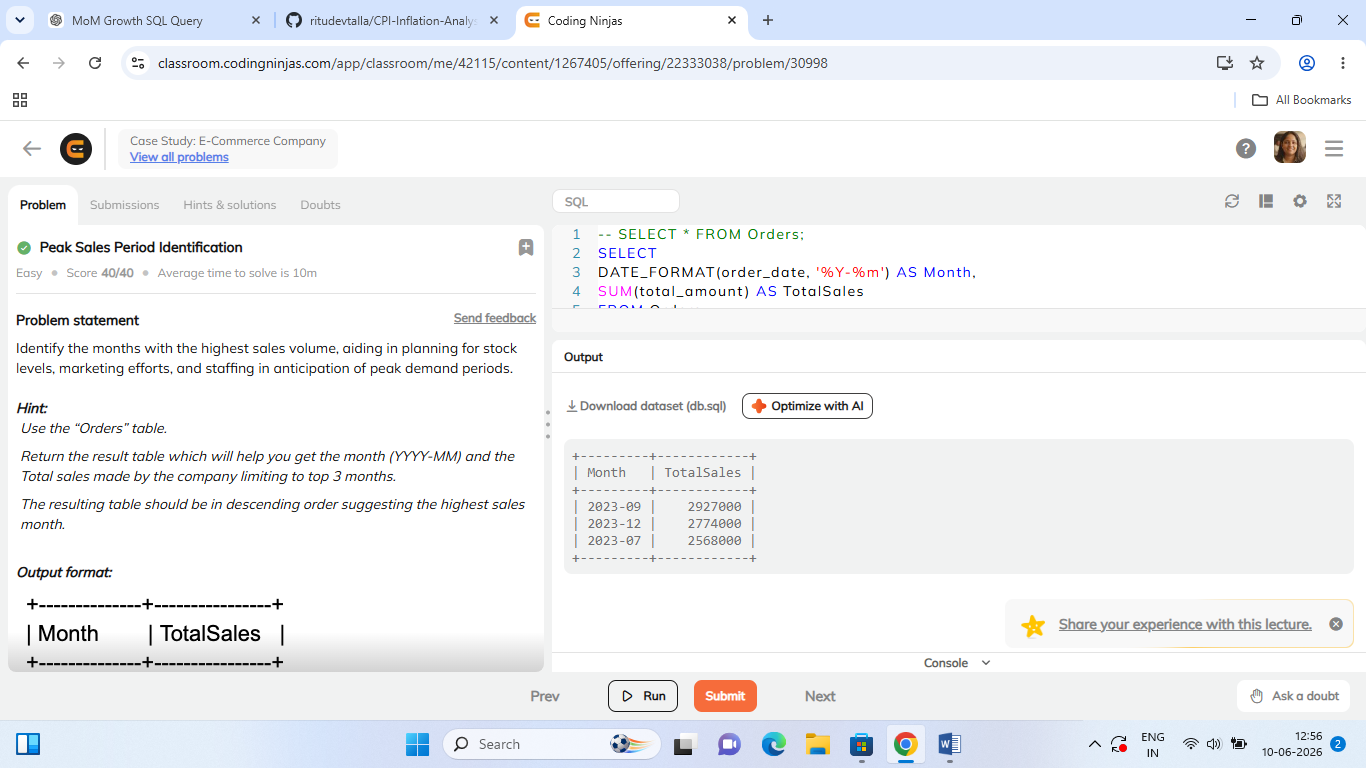 MoM Growth SQL Query
ritudevtalla/CPI-Inflation-Analys
Coding Ninjas
classroom.codingninjas.com/app/classroom/me/42115/content/1267405/offering/22333038/problem/30998
All Bookmarks
Case Study: E-Commerce Company
View all problems
Problem
Submissions
Hints & solutions
Doubts
Peak Sales Period Identification
Easy • Score 40/40 • Average time to solve is 10m
Problem statement
Send feedback
Identify the months with the highest sales volume, aiding in planning for stock
levels, marketing efforts, and staffing in anticipation of peak demand periods.
Hint:
Use the “Orders” table.
Return the result table which will help you get the month (YYYY-MM) and the
Total sales made by the company limiting to top 3 months.
The resulting table should be in descending order suggesting the highest sales
month.
Output format:
+--------------+----------------+
| Month | TotalSales |
+--------------+----------------+
SQL
1 -- SELECT * FROM Orders;
2 SELECT
3 DATE_FORMAT(order_date, '%Y-%m') AS Month,
4 SUM(total_amount) AS TotalSales
Output
Download dataset (db.sql)
Optimize with AI
+---------+------------+
| Month   | TotalSales |
+---------+------------+
| 2023-09 |    2927000 |
| 2023-12 |    2774000 |
| 2023-07 |    2568000 |
+---------+------------+
Share your experience with this lecture.
Console
Prev
Run
Submit
Next
Ask a doubt
Search
ENG
IN
12:56
10-06-2026
2